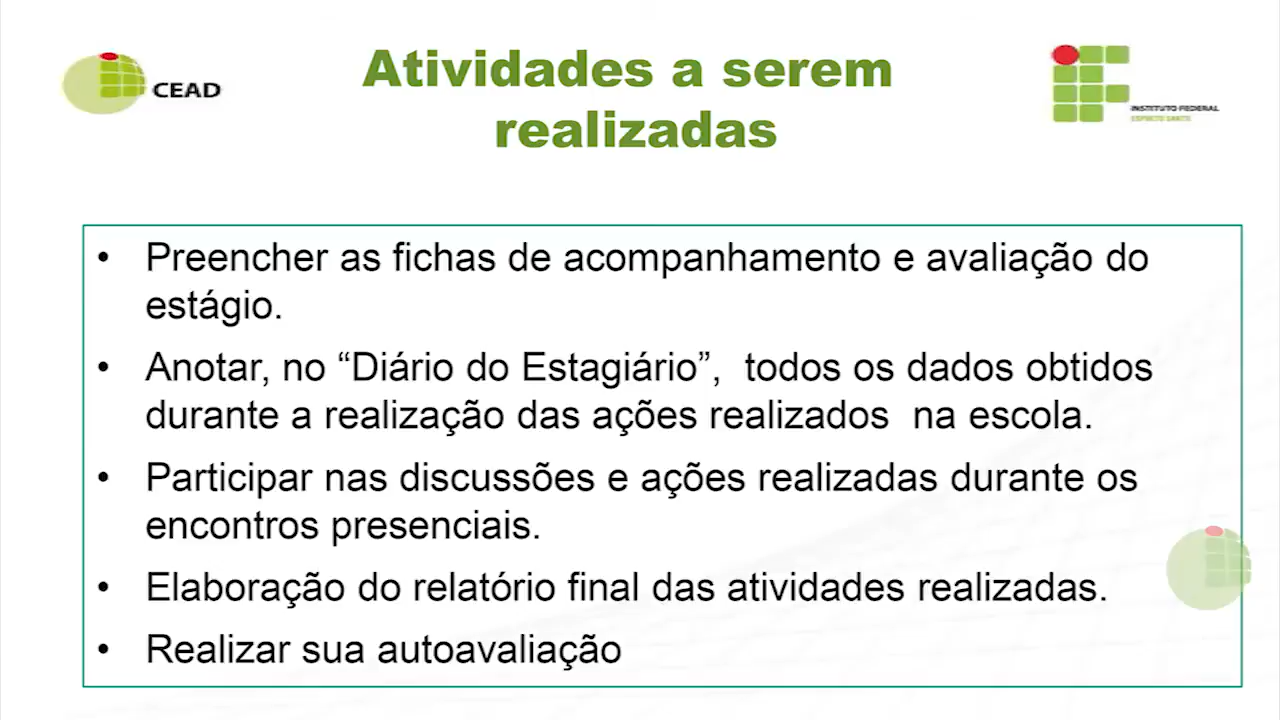 Atividades a serem
realizadas
CEAD
INSTITUTO FEDERAL
ESPÍRITO SANTO
• Preencher as fichas de acompanhamento e avaliação do
estágio.
• Anotar, no “Diário do Estagiário”, todos os dados obtidos
durante a realização das ações realizados na escola.
• Participar nas discussões e ações realizadas durante os
encontros presenciais.
• Elaboração do relatório final das atividades realizadas.
• Realizar sua autoavaliação